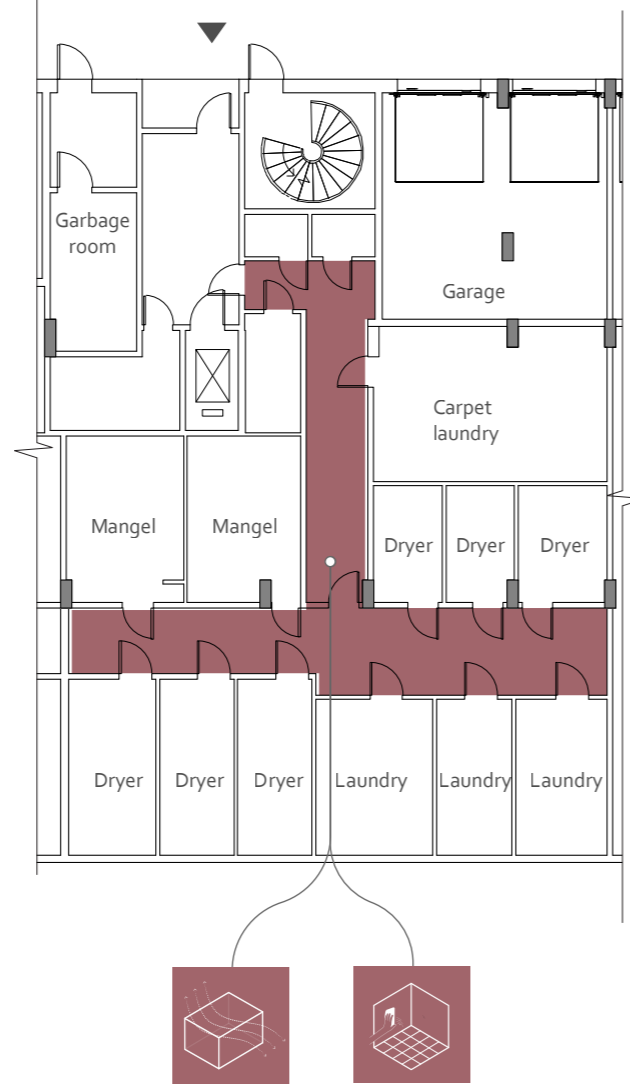 Garbage
room
Garage
Carpet
laundry
Mangel
Mangel
Dryer
Dryer
Dryer
Dryer
Dryer
Dryer
Laundry
Laundry
Laundry